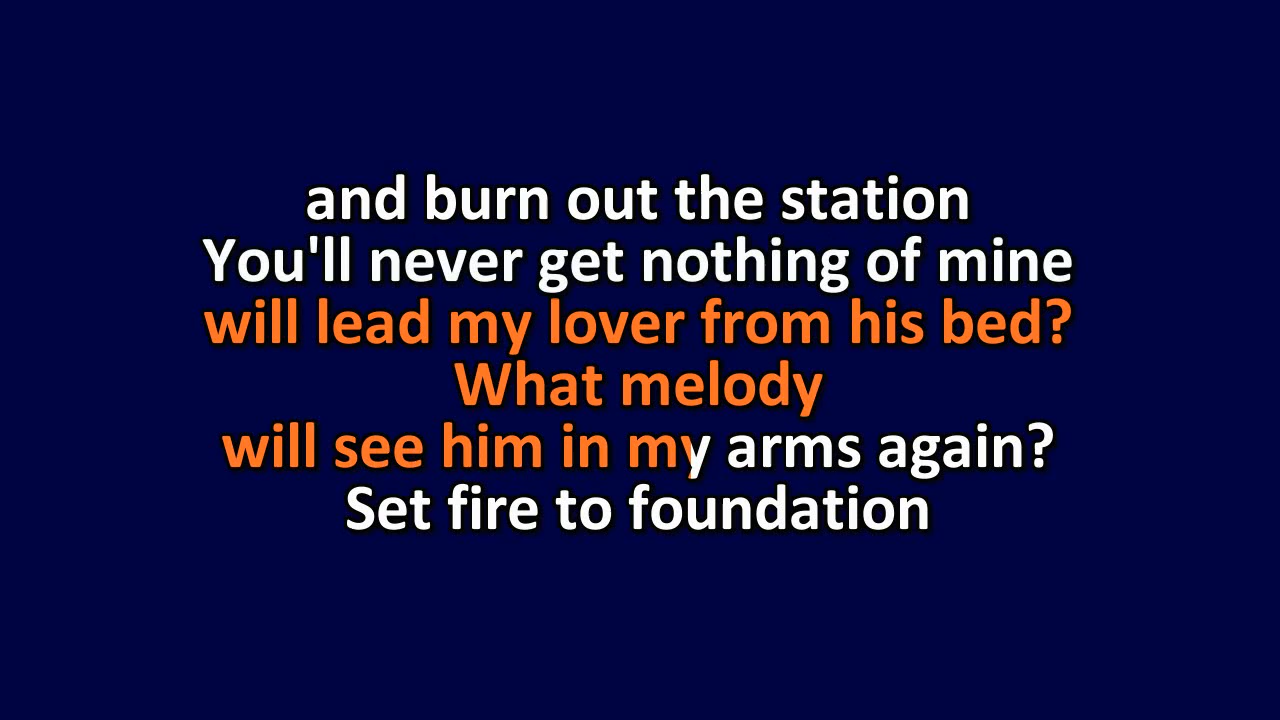 and burn out the station
You'll never get nothing of mine
will lead my lover from his bed?
What melody
will see him in my arms again?
Set fire to foundation